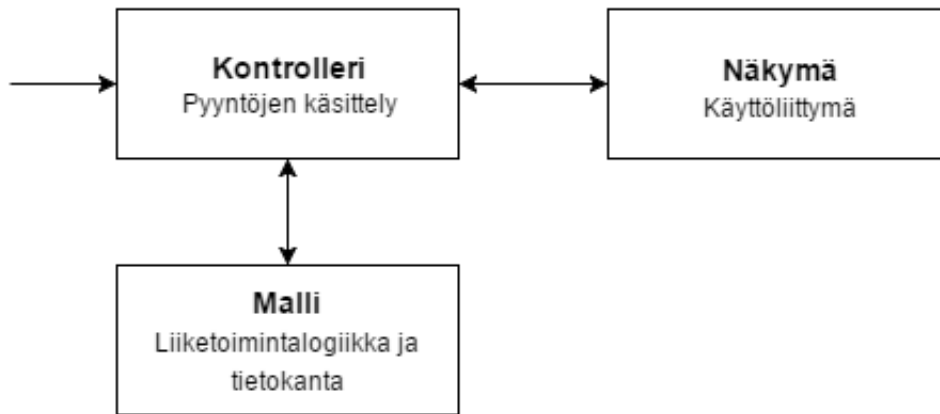 Kontrolleri
Pyyntöjen käsittely
Näkymä
Käyttöliittymä
Malli
Liiketoimintalogiikka ja
tietokanta